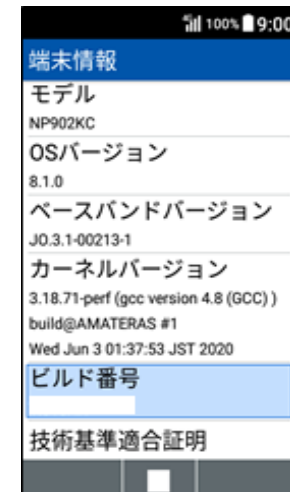 100% 9:00
端末情報
モデル
NP902KC
OSバージョン
8.1.0
ベースバンドバージョン
JO.3.1-00213-1
カーネルバージョン
3.18.71-perf (gcc version 4.8 (GCC) )
build@AMATERAS #1
Wed Jun 3 01:37:53 JST 2020
ビルド番号
技術基準適合証明